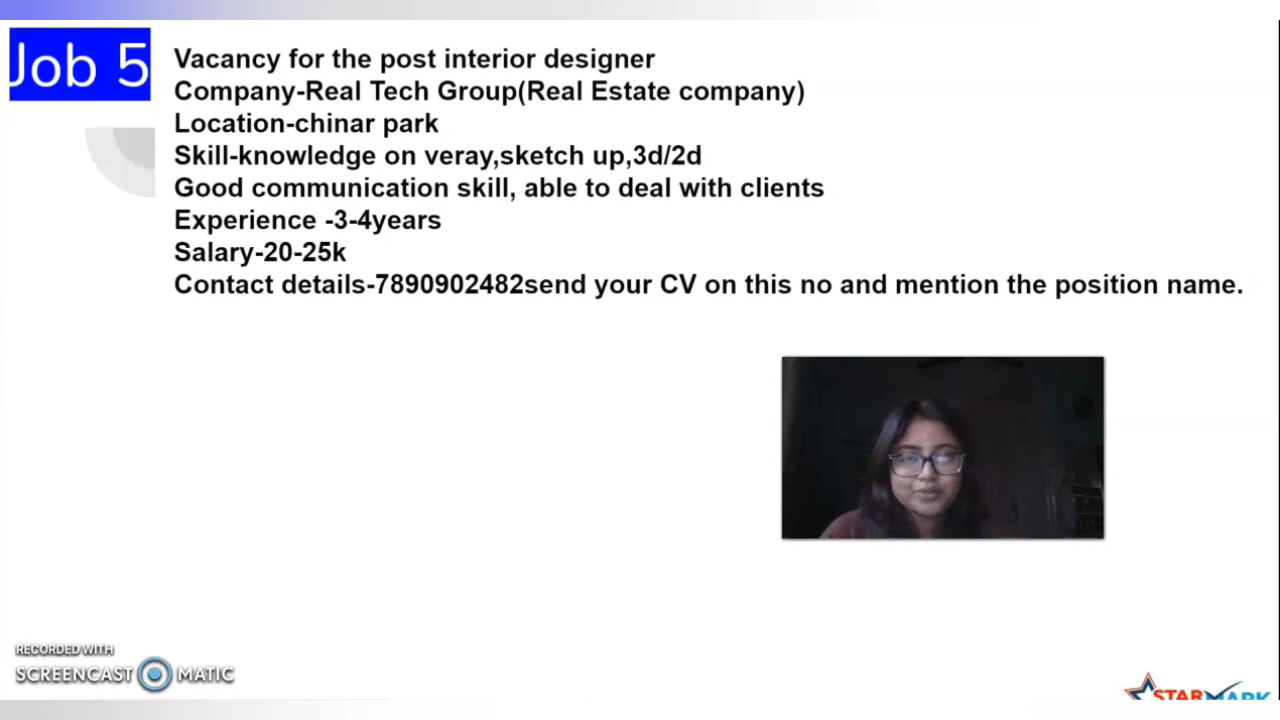 Job 5
Vacancy for the post interior designer
Company-Real Tech Group(Real Estate company)
Location-chinar park
Skill-knowledge on veray,sketch up,3d/2d
Good communication skill, able to deal with clients
Experience -3-4years
Salary-20-25k
Contact details-7890902482send your CV on this no and mention the position name.
RECORDED WITH
SCREENCAST MATIC
STARMARK